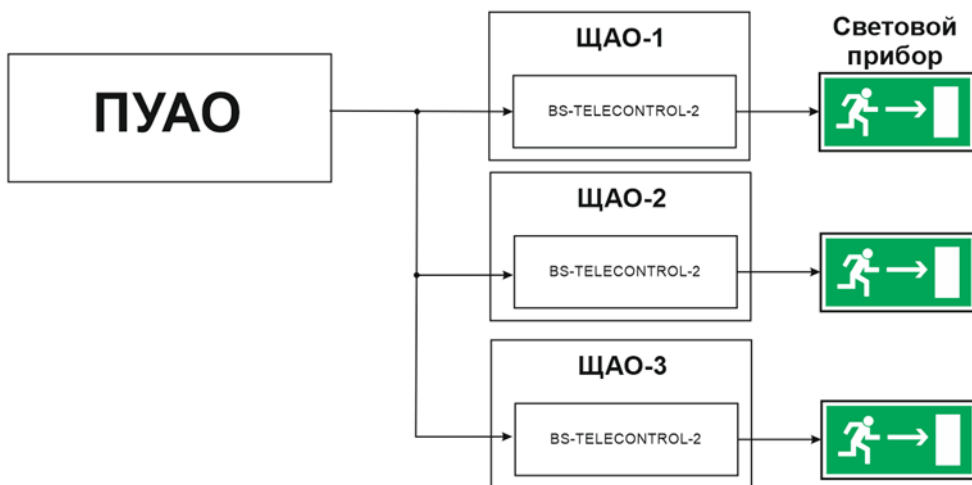 ПУАО
ЩАО-1
BS-TELECONTROL-2
Световой
прибор
ЩАО-2
BS-TELECONTROL-2
ЩАО-3
BS-TELECONTROL-2